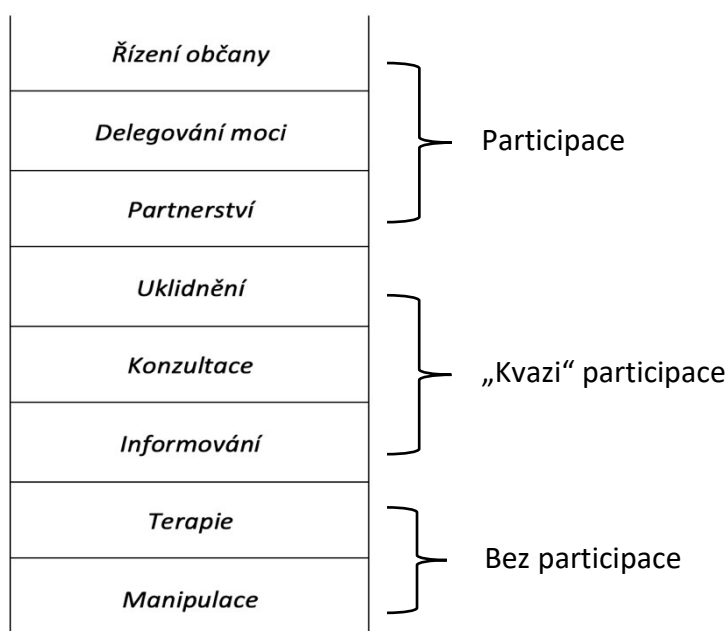 Řízení občany
Delegování moci
Participace
Partnerství
Uklidnění
Konzultace
„Kvazi“ participace
Informování
Terapie
Bez participace
Manipulace